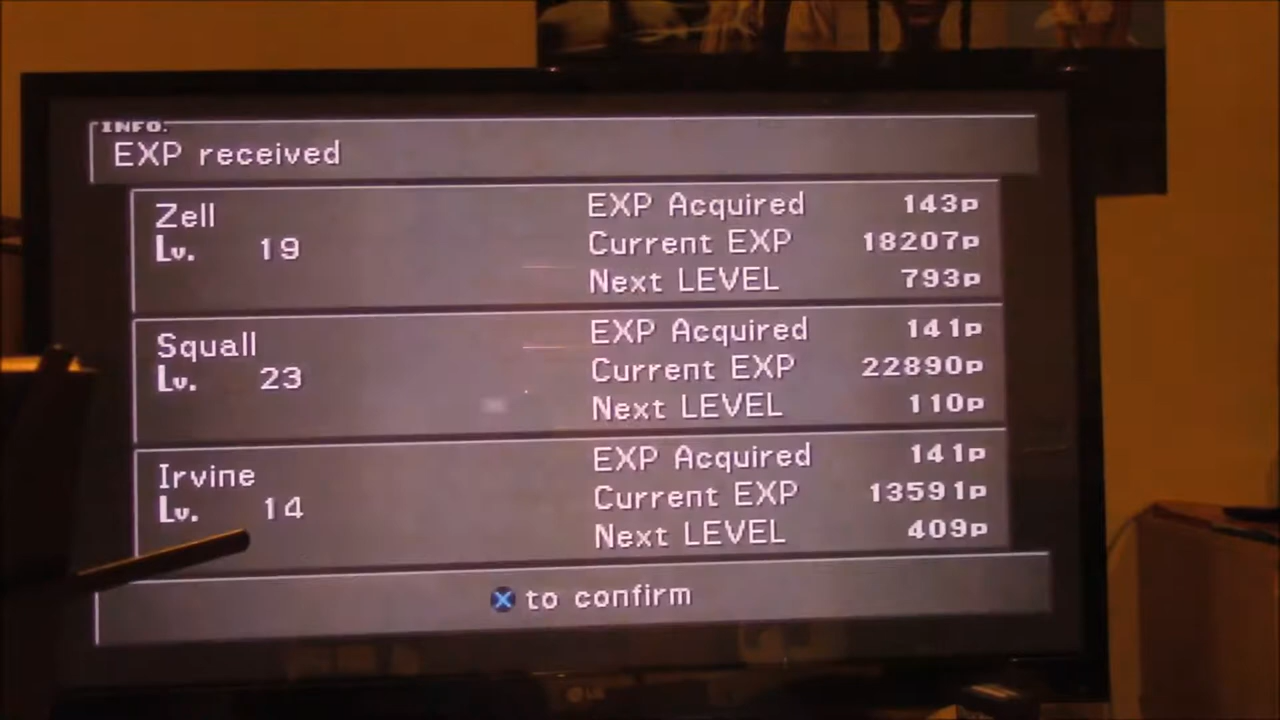 INFO.
EXP received
Zell
Lv. 19
EXP Acquired 143p
Current EXP 18207p
Next LEVEL 793p
Squall
Lv. 23
EXP Acquired 141p
Current EXP 22890p
Next LEVEL 110p
Irvine
Lv. 14
EXP Acquired 141p
Current EXP 13591p
Next LEVEL 409p
X to confirm
LG